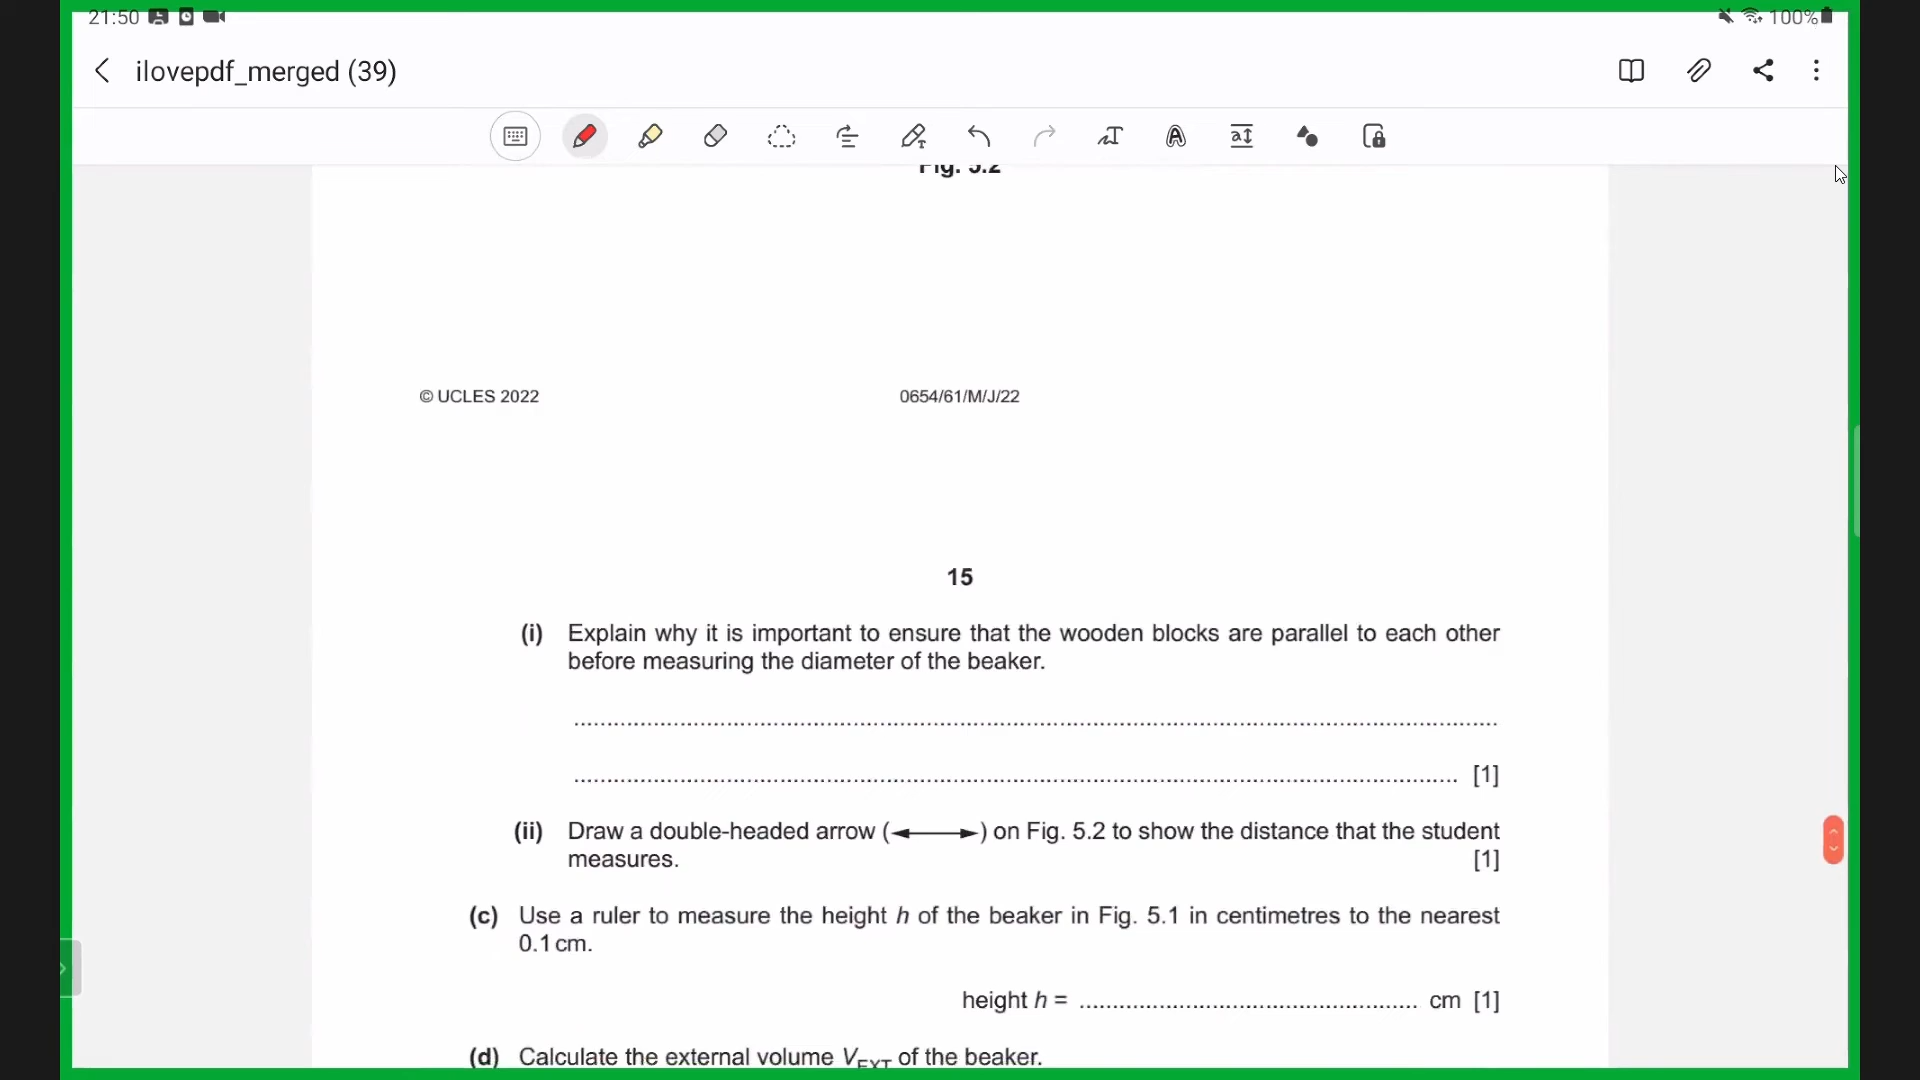 21:50
100%
ilovepdf_merged (39)
Fig. 5.2
© UCLES 2022
0654/61/M/J/22
15
(i) Explain why it is important to ensure that the wooden blocks are parallel to each other
before measuring the diameter of the beaker.
..........................................................................................................................................
.................................................................................................................................... [1]
(ii) Draw a double-headed arrow (◄──►) on Fig. 5.2 to show the distance that the student
measures. [1]
(c) Use a ruler to measure the height h of the beaker in Fig. 5.1 in centimetres to the nearest
0.1 cm.
height h = ................................................... cm [1]
(d) Calculate the external volume VEXT of the beaker.